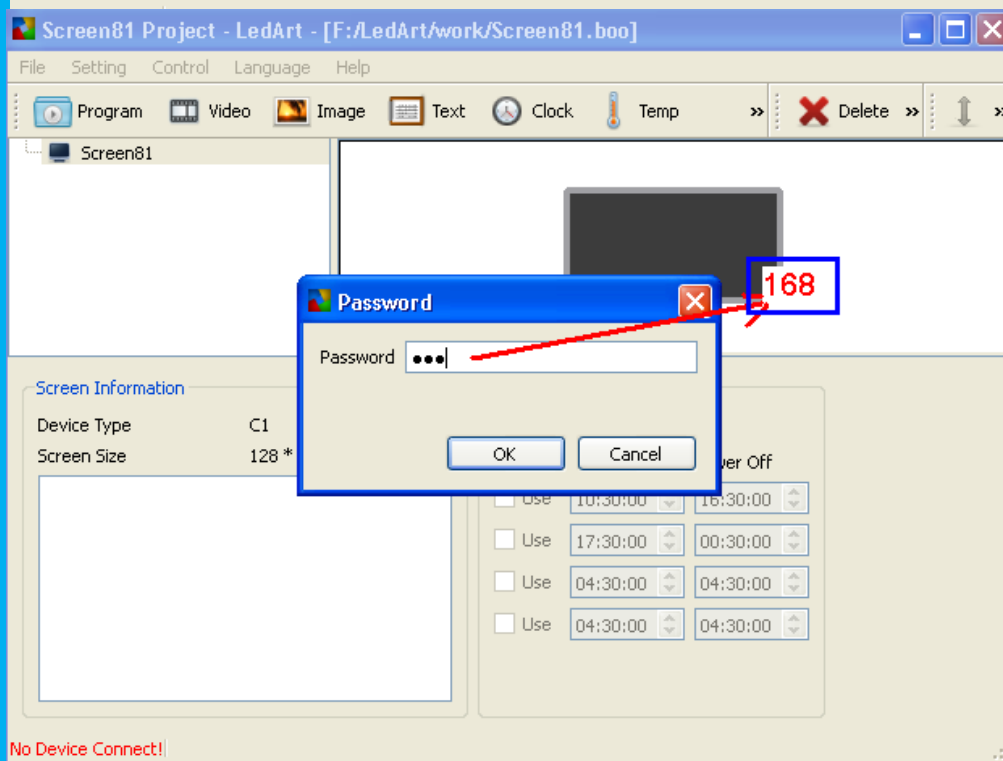 Screen81 Project - LedArt - [F:/LedArt/work/Screen81.boo]
File Setting Control Language Help
Program Video Image Text Clock Temp » Delete » »
Screen81
168
Password
Password •••
OK Cancel
Screen Information
Device Type C1
Screen Size 128 *
er Off
Use 10:30:00 16:30:00
Use 17:30:00 00:30:00
Use 04:30:00 04:30:00
Use 04:30:00 04:30:00
No Device Connect!